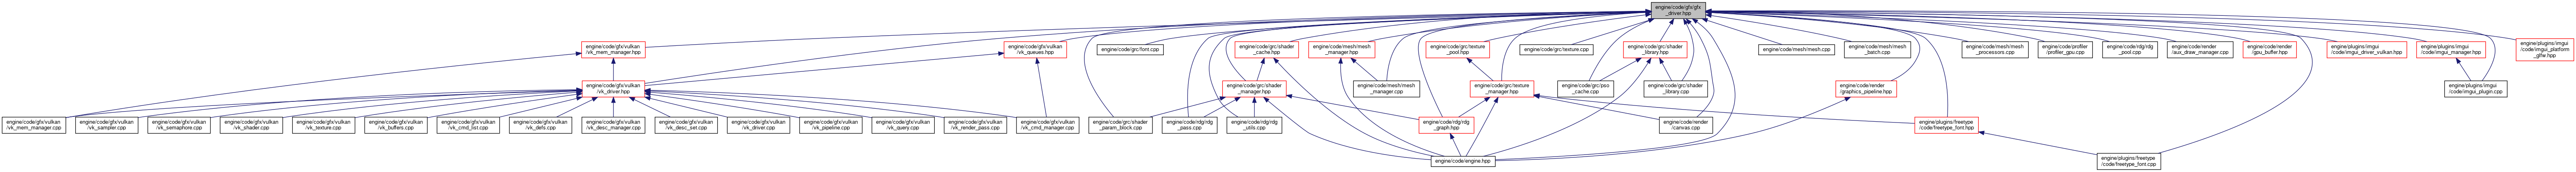 engine/code/gfx/gfx
_driver.hpp
engine/code/gfx/vulkan
/vk_mem_manager.hpp
engine/code/gfx/vulkan
/vk_queues.hpp
engine/code/grc/font.cpp
engine/code/grc/shader
_cache.hpp
engine/code/mesh/mesh
_manager.hpp
engine/code/grc/texture
_pool.hpp
engine/code/grc/texture.cpp
engine/code/grc/shader
_library.hpp
engine/code/mesh/mesh.cpp
engine/code/mesh/mesh
_batch.cpp
engine/code/mesh/mesh
_processors.cpp
engine/code/profiler
/profiler_gpu.cpp
engine/code/rdg/rdg
_pool.cpp
engine/code/render
/aux_draw_manager.cpp
engine/code/render
/gpu_buffer.hpp
engine/plugins/imgui
/code/imgui_driver_vulkan.hpp
engine/plugins/imgui
/code/imgui_manager.hpp
engine/plugins/imgui
/code/imgui_platform
_glfw.hpp
engine/code/gfx/vulkan
/vk_driver.hpp
engine/code/grc/shader
_manager.hpp
engine/code/mesh/mesh
_manager.cpp
engine/code/grc/texture
_manager.hpp
engine/code/grc/pso
_cache.cpp
engine/code/grc/shader
_library.cpp
engine/code/render
/graphics_pipeline.hpp
engine/plugins/imgui
/code/imgui_plugin.cpp
engine/code/gfx/vulkan
/vk_mem_manager.cpp
engine/code/gfx/vulkan
/vk_sampler.cpp
engine/code/gfx/vulkan
/vk_semaphore.cpp
engine/code/gfx/vulkan
/vk_shader.cpp
engine/code/gfx/vulkan
/vk_texture.cpp
engine/code/gfx/vulkan
/vk_buffers.cpp
engine/code/gfx/vulkan
/vk_cmd_list.cpp
engine/code/gfx/vulkan
/vk_defs.cpp
engine/code/gfx/vulkan
/vk_desc_manager.cpp
engine/code/gfx/vulkan
/vk_desc_set.cpp
engine/code/gfx/vulkan
/vk_driver.cpp
engine/code/gfx/vulkan
/vk_pipeline.cpp
engine/code/gfx/vulkan
/vk_query.cpp
engine/code/gfx/vulkan
/vk_render_pass.cpp
engine/code/gfx/vulkan
/vk_cmd_manager.cpp
engine/code/grc/shader
_param_block.cpp
engine/code/rdg/rdg
_pass.cpp
engine/code/rdg/rdg
_utils.cpp
engine/code/rdg/rdg
_graph.hpp
engine/code/render
/canvas.cpp
engine/plugins/freetype
/code/freetype_font.hpp
engine/code/engine.hpp
engine/plugins/freetype
/code/freetype_font.cpp